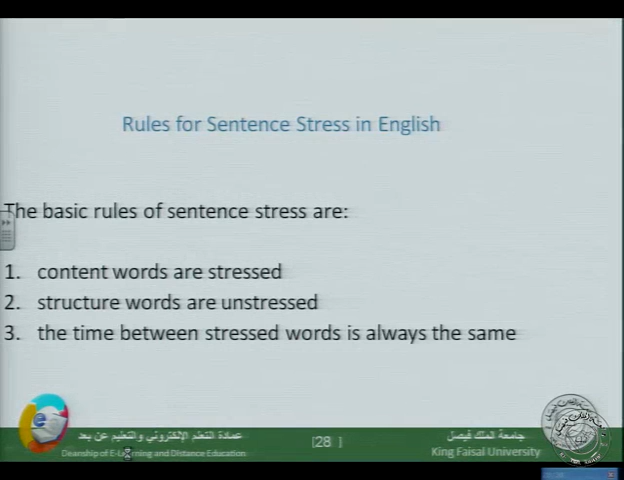 Rules for Sentence Stress in English
The basic rules of sentence stress are:
1. content words are stressed
2. structure words are unstressed
3. the time between stressed words is always the same
عمادة التعلم الإلكتروني والتعليم عن بعد
Deanship of E-Learning and Distance Education
[28 ]
جامعة الملك فيصل
King Faisal University